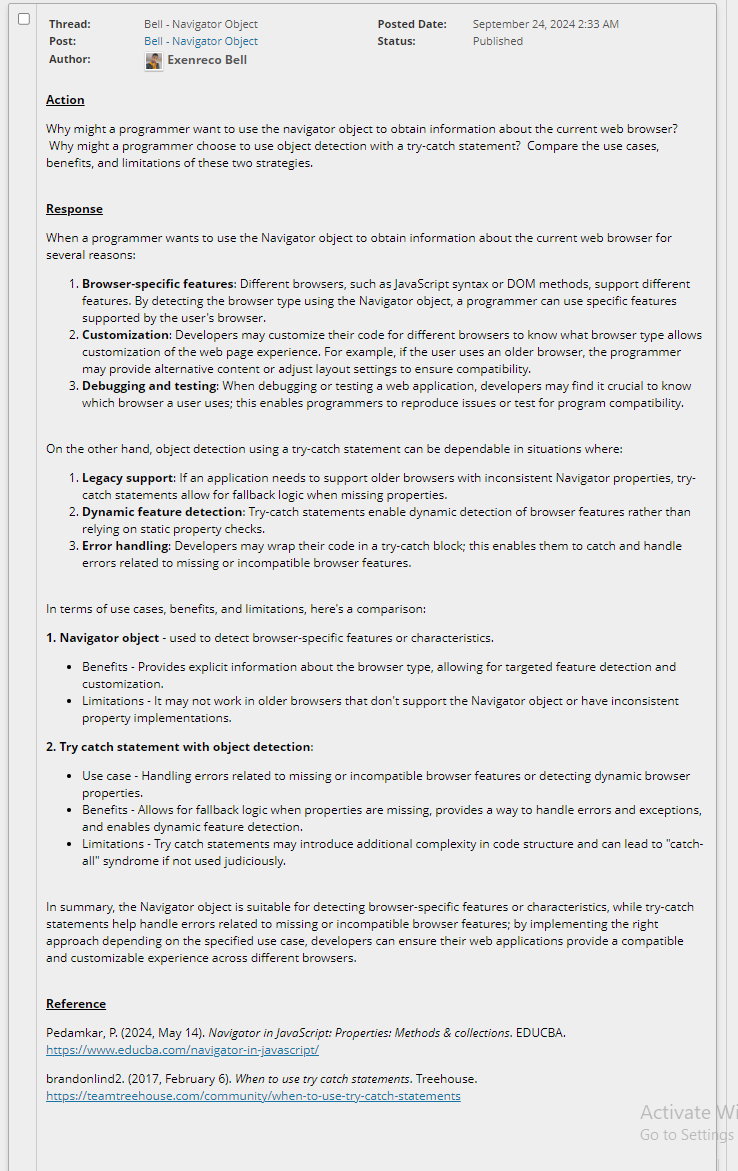 Thread: Bell - Navigator Object Posted Date: September 24, 2024 2:33 AM
Post: Bell - Navigator Object Status: Published
Author: Exenreco Bell
Action
Why might a programmer want to use the navigator object to obtain information about the current web browser?
Why might a programmer choose to use object detection with a try-catch statement? Compare the use cases,
benefits, and limitations of these two strategies.
Response
When a programmer wants to use the Navigator object to obtain information about the current web browser for
several reasons:
1. Browser-specific features: Different browsers, such as JavaScript syntax or DOM methods, support different
features. By detecting the browser type using the Navigator object, a programmer can use specific features
supported by the user's browser.
2. Customization: Developers may customize their code for different browsers to know what browser type allows
customization of the web page experience. For example, if the user uses an older browser, the programmer
may provide alternative content or adjust layout settings to ensure compatibility.
3. Debugging and testing: When debugging or testing a web application, developers may find it crucial to know
which browser a user uses; this enables programmers to reproduce issues or test for program compatibility.
On the other hand, object detection using a try-catch statement can be dependable in situations where:
1. Legacy support: If an application needs to support older browsers with inconsistent Navigator properties, try-
catch statements allow for fallback logic when missing properties.
2. Dynamic feature detection: Try-catch statements enable dynamic detection of browser features rather than
relying on static property checks.
3. Error handling: Developers may wrap their code in a try-catch block; this enables them to catch and handle
errors related to missing or incompatible browser features.
In terms of use cases, benefits, and limitations, here's a comparison:
1. Navigator object - used to detect browser-specific features or characteristics.
• Benefits - Provides explicit information about the browser type, allowing for targeted feature detection and
customization.
• Limitations - It may not work in older browsers that don't support the Navigator object or have inconsistent
property implementations.
2. Try catch statement with object detection:
• Use case - Handling errors related to missing or incompatible browser features or detecting dynamic browser
properties.
• Benefits - Allows for fallback logic when properties are missing, provides a way to handle errors and exceptions,
and enables dynamic feature detection.
• Limitations - Try catch statements may introduce additional complexity in code structure and can lead to "catch-
all" syndrome if not used judiciously.
In summary, the Navigator object is suitable for detecting browser-specific features or characteristics, while try-catch
statements help handle errors related to missing or incompatible browser features; by implementing the right
approach depending on the specified use case, developers can ensure their web applications provide a compatible
and customizable experience across different browsers.
Reference
Pedamkar, P. (2024, May 14). Navigator in JavaScript: Properties: Methods & collections. EDUCBA.
https://www.educba.com/navigator-in-javascript/
brandonlind2. (2017, February 6). When to use try catch statements. Treehouse.
https://teamtreehouse.com/community/when-to-use-try-catch-statements
Activate Wi
Go to Settings